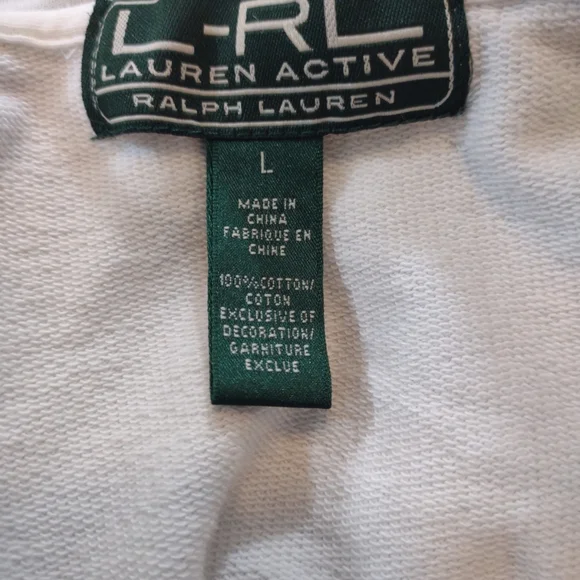 L-RL
LAUREN ACTIVE
RALPH LAUREN
L
MADE IN
CHINA
FABRIQUE EN
CHINE
100%COTTON/
COTON
EXCLUSIVE OF
DECORATION/
GARNITURE
EXCLUE